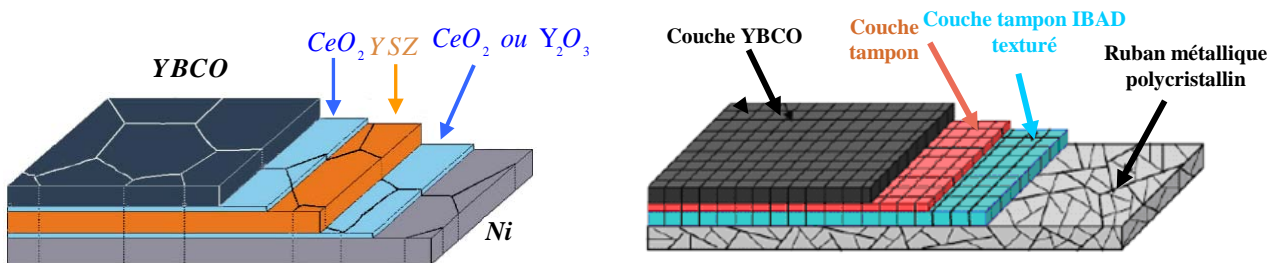 CeO₂ YSZ CeO₂ ou Y₂O₃
YBCO
Ni
Couche YBCO
Couche
tampon
Couche tampon IBAD
texturé
Ruban métallique
polycristallin